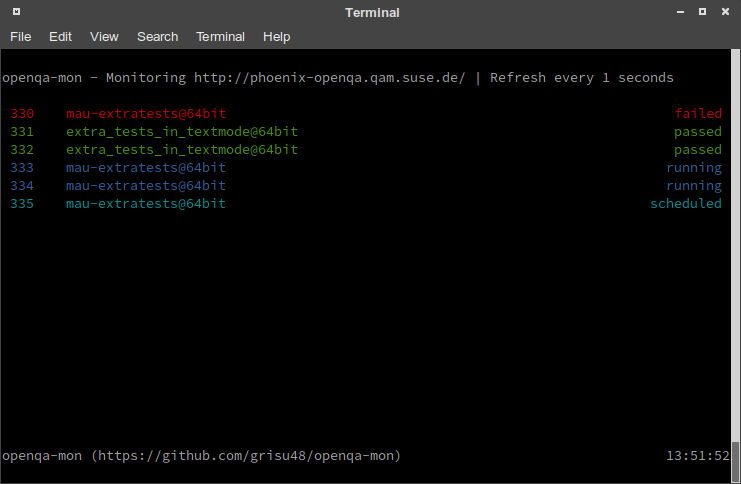 Terminal
File Edit View Search Terminal Help
openqa-mon - Monitoring http://phoenix-openqa.qam.suse.de/ | Refresh every 1 seconds
330 mau-extratests@64bit failed
331 extra_tests_in_textmode@64bit passed
332 extra_tests_in_textmode@64bit passed
333 mau-extratests@64bit running
334 mau-extratests@64bit running
335 mau-extratests@64bit scheduled
openqa-mon (https://github.com/grisu48/openqa-mon) 13:51:52